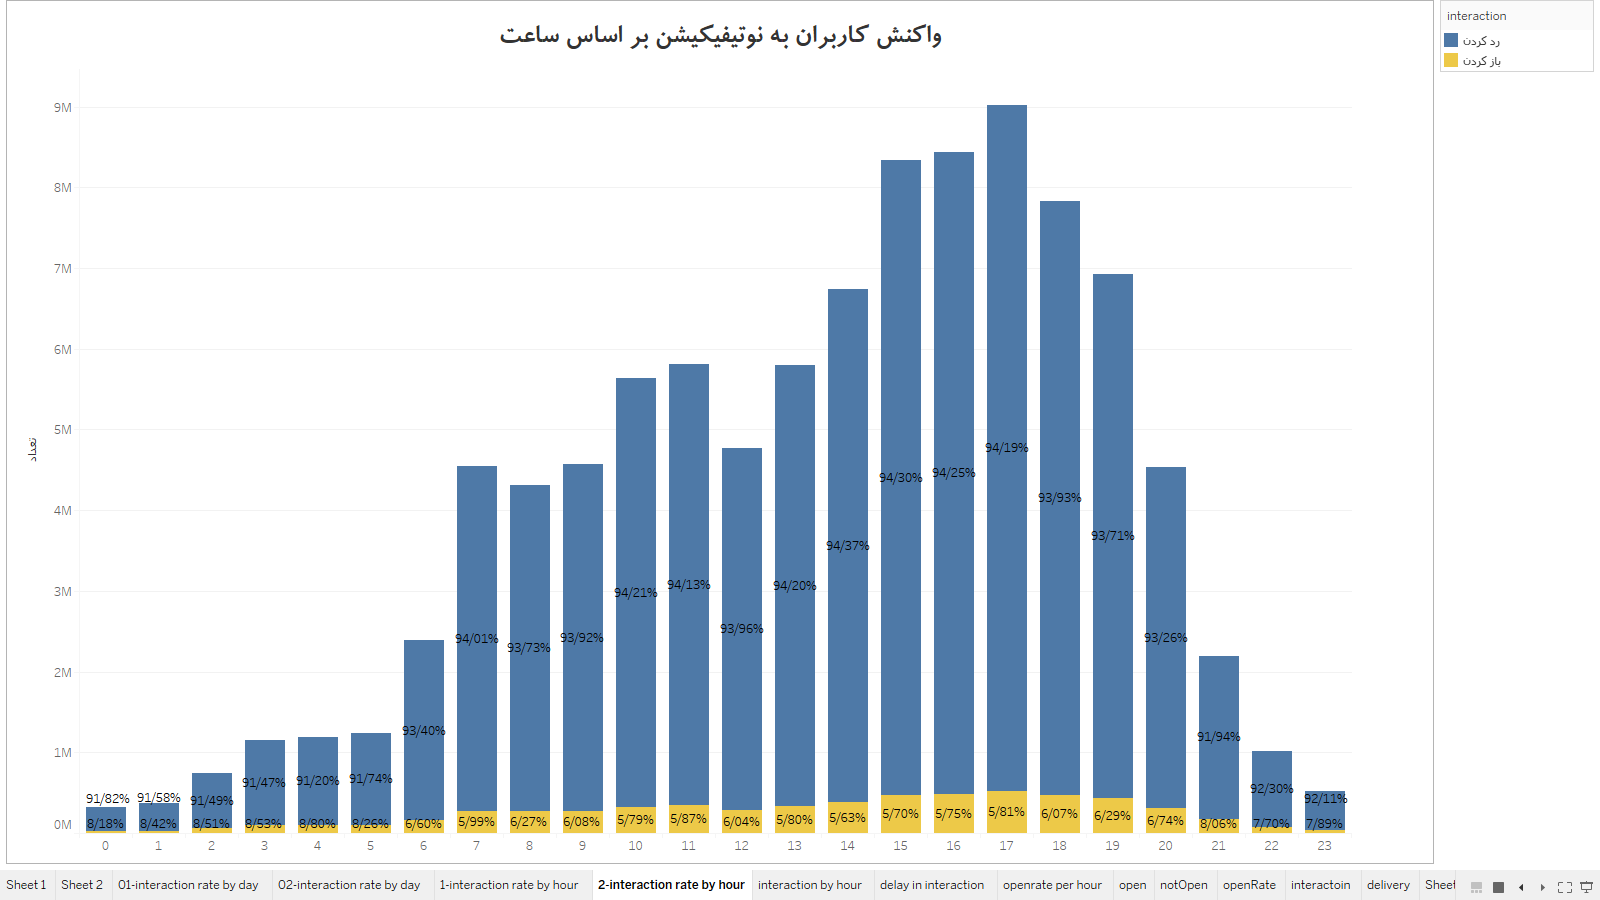 واکنش کاربران به نوتیفیکیشن بر اساس ساعت
interaction
رد کردن
باز کردن
تعداد
9M
8M
7M
6M
5M
4M
3M
2M
1M
0M
91/82% 91/58% 91/49% 91/47% 91/20% 91/74% 93/40% 94/01% 93/73% 93/92% 94/21% 94/13% 93/96% 94/20% 94/37% 94/30% 94/25% 94/19% 93/93% 93/71% 93/26% 91/94% 92/30% 92/11%
8/18% 8/42% 8/51% 8/53% 8/80% 8/26% 6/60% 5/99% 6/27% 6/08% 5/79% 5/87% 6/04% 5/80% 5/63% 5/70% 5/75% 5/81% 6/07% 6/29% 6/74% 8/06% 7/70% 7/89%
0 1 2 3 4 5 6 7 8 9 10 11 12 13 14 15 16 17 18 19 20 21 22 23
Sheet 1 Sheet 2 01-interaction rate by day 02-interaction rate by day 1-interaction rate by hour 2-interaction rate by hour interaction by hour delay in interaction openrate per hour open notOpen openRate interactoin delivery Sheet